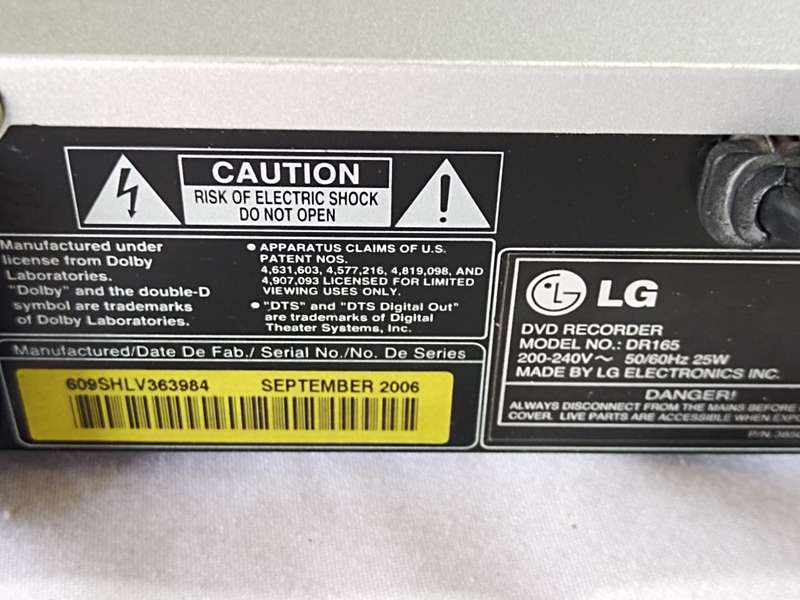 CAUTION
RISK OF ELECTRIC SHOCK
DO NOT OPEN
Manufactured under
license from Dolby
Laboratories.
"Dolby" and the double-D
symbol are trademarks
of Dolby Laboratories.
• APPARATUS CLAIMS OF U.S.
PATENT NOS.
4,631,603, 4,577,216, 4,819,098, AND
4,907,093 LICENSED FOR LIMITED
VIEWING USES ONLY.
• "DTS" and "DTS Digital Out"
are trademarks of Digital
Theater Systems, Inc.
Manufactured/Date De Fab./ Serial No./No. De Series
609SHLV363984 SEPTEMBER 2006
LG
DVD RECORDER
MODEL NO.: DR165
200-240V~ 50/60Hz 25W
MADE BY LG ELECTRONICS INC.
DANGER!
ALWAYS DISCONNECT FROM THE MAINS BEFORE
COVER. LIVE PARTS ARE ACCESSIBLE WHEN
P/N.